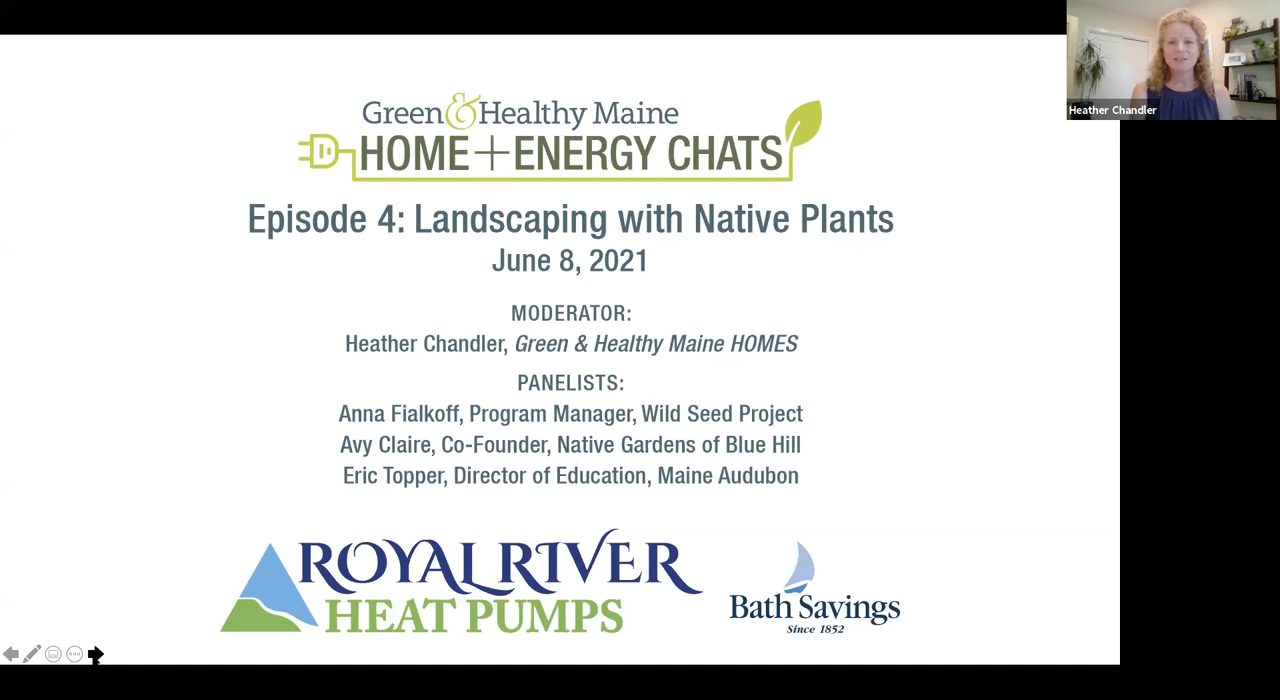 Green & Healthy Maine
HOME + ENERGY CHATS
Episode 4: Landscaping with Native Plants
June 8, 2021
MODERATOR:
Heather Chandler, Green & Healthy Maine HOMES
PANELISTS:
Anna Fialkoff, Program Manager, Wild Seed Project
Avy Claire, Co-Founder, Native Gardens of Blue Hill
Eric Topper, Director of Education, Maine Audubon
ROYAL RIVER
HEAT PUMPS
Bath Savings
Since 1852
Heather Chandler